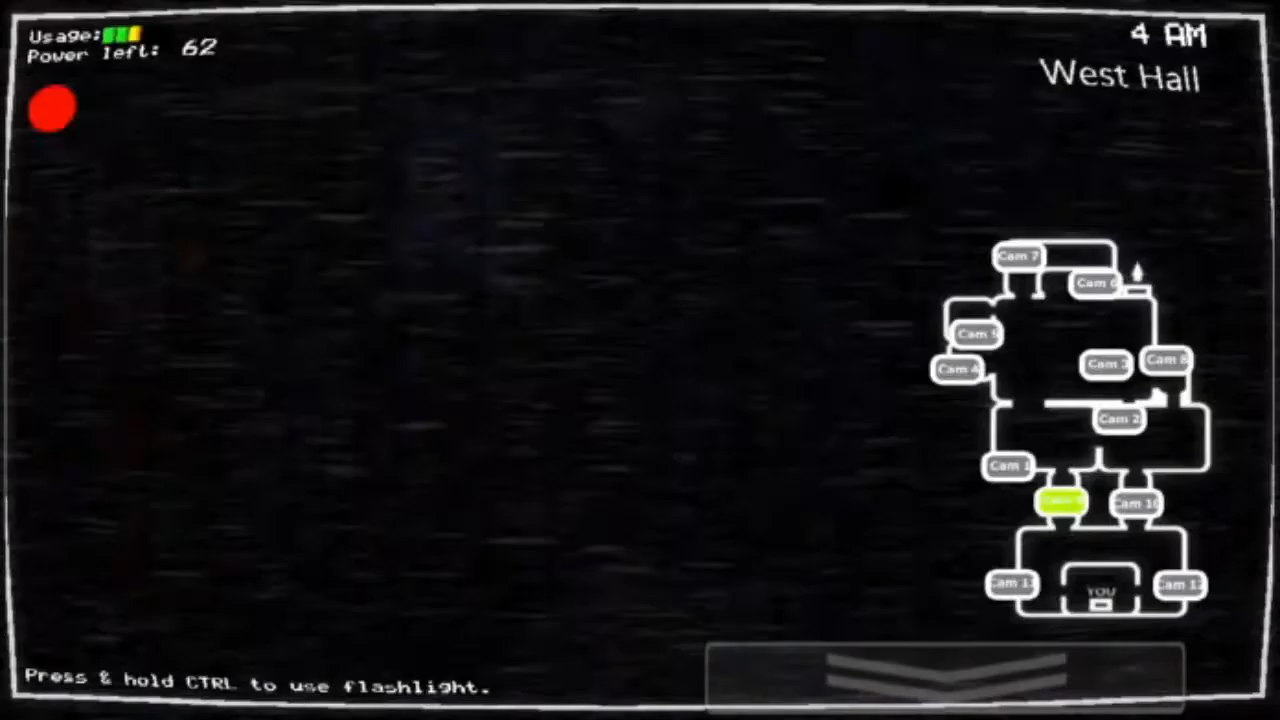 Usage:
Power left: 62
4 AM
West Hall
Cam 7
Cam 6
Cam 5
Cam 4
Cam 3
Cam 8
Cam 2
Cam 1
Cam 10
Cam 11
Cam 12
YOU
Press & hold CTRL to use flashlight.